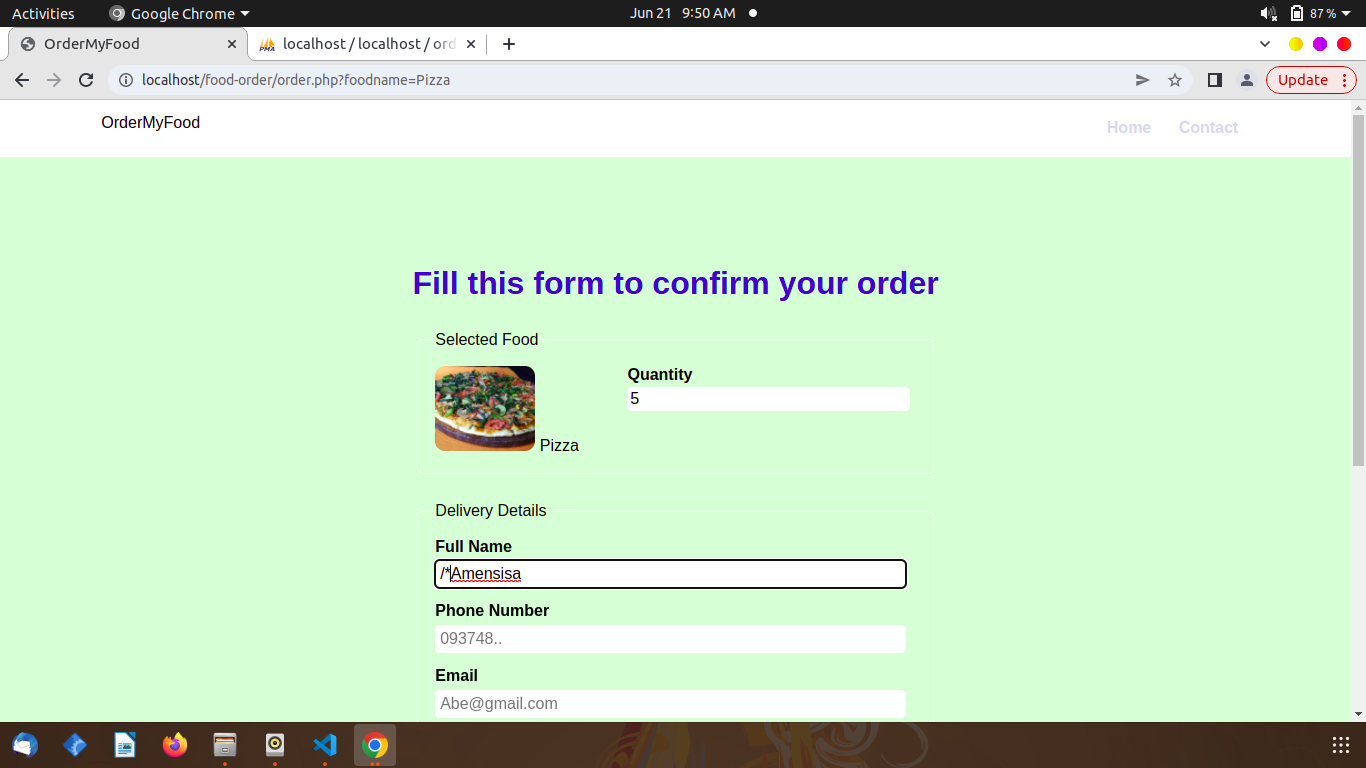 Activities Google Chrome Jun 21 9:50 AM 87 %
OrderMyFood localhost / localhost / ord
localhost/food-order/order.php?foodname=Pizza Update
OrderMyFood Home Contact
Fill this form to confirm your order
Selected Food
Quantity
5
Pizza
Delivery Details
Full Name
/*Amensisa
Phone Number
093748..
Email
Abe@gmail.com